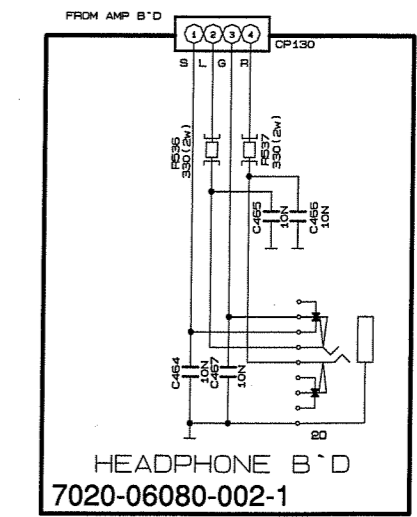 FROM AMP B`D
1 2 3 4
CP130
S L G R
R536
330(2W)
R537
330(2W)
C465
10N
C466
10N
C464
10N
C467
10N
20
HEADPHONE B`D
7020-06080-002-1